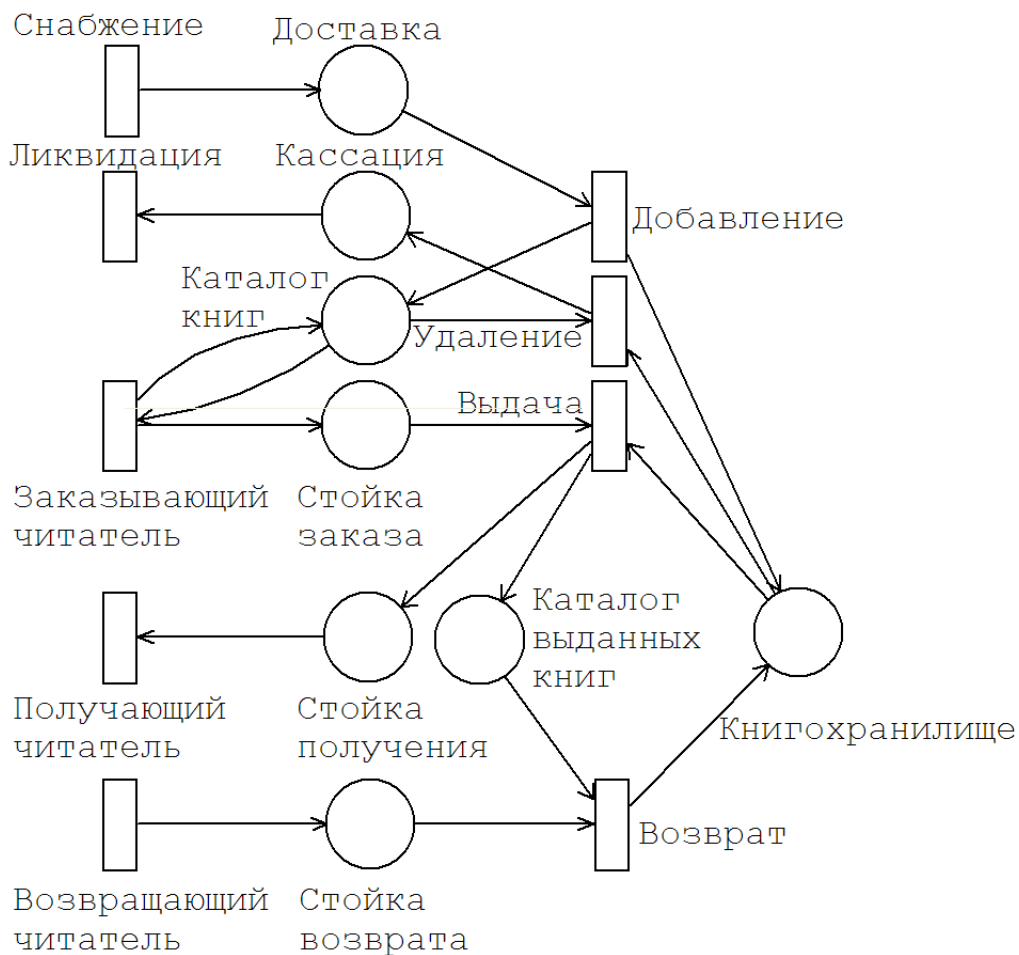 Снабжение
Доставка
Ликвидация
Кассация
Добавление
Каталог
книг
Удаление
Выдача
Заказывающий
читатель
Стойка
заказа
Каталог
выданных
книг
Получающий
читатель
Стойка
получения
Книгохранилище
Возврат
Возвращающий
читатель
Стойка
возврата